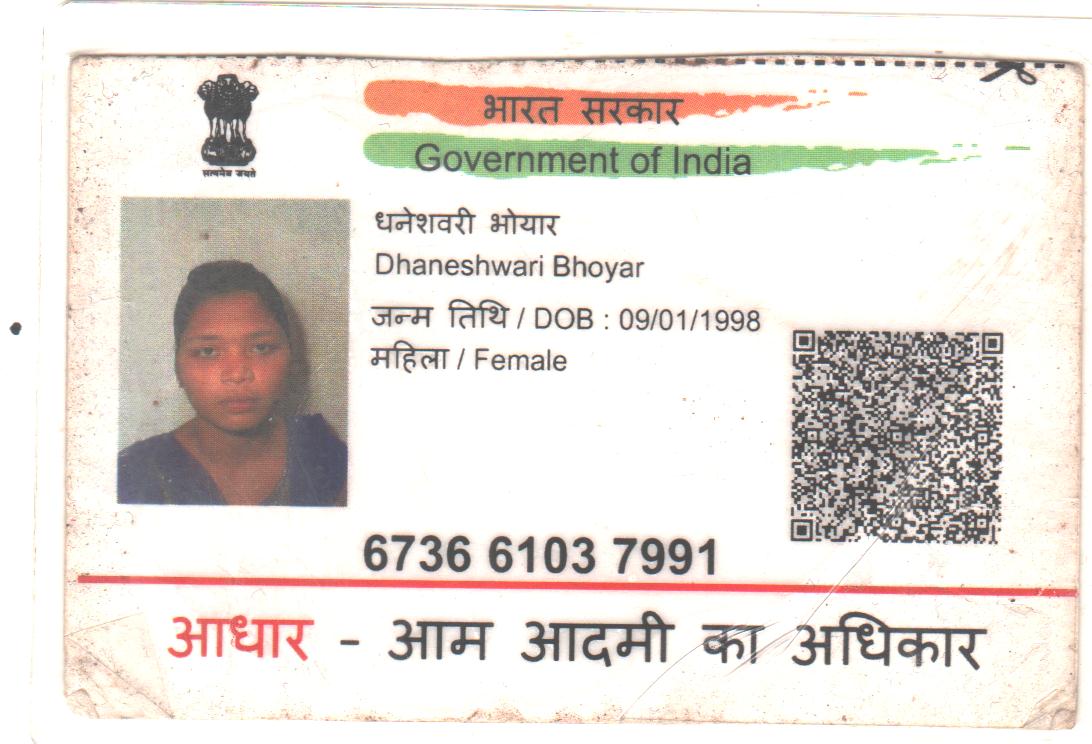 सत्यमेव जयते
भारत सरकार
Government of India
धनेशवरी भोयार
Dhaneshwari Bhoyar
जन्म तिथि / DOB : 09/01/1998
महिला / Female
6736 6103 7991
आधार - आम आदमी का अधिकार